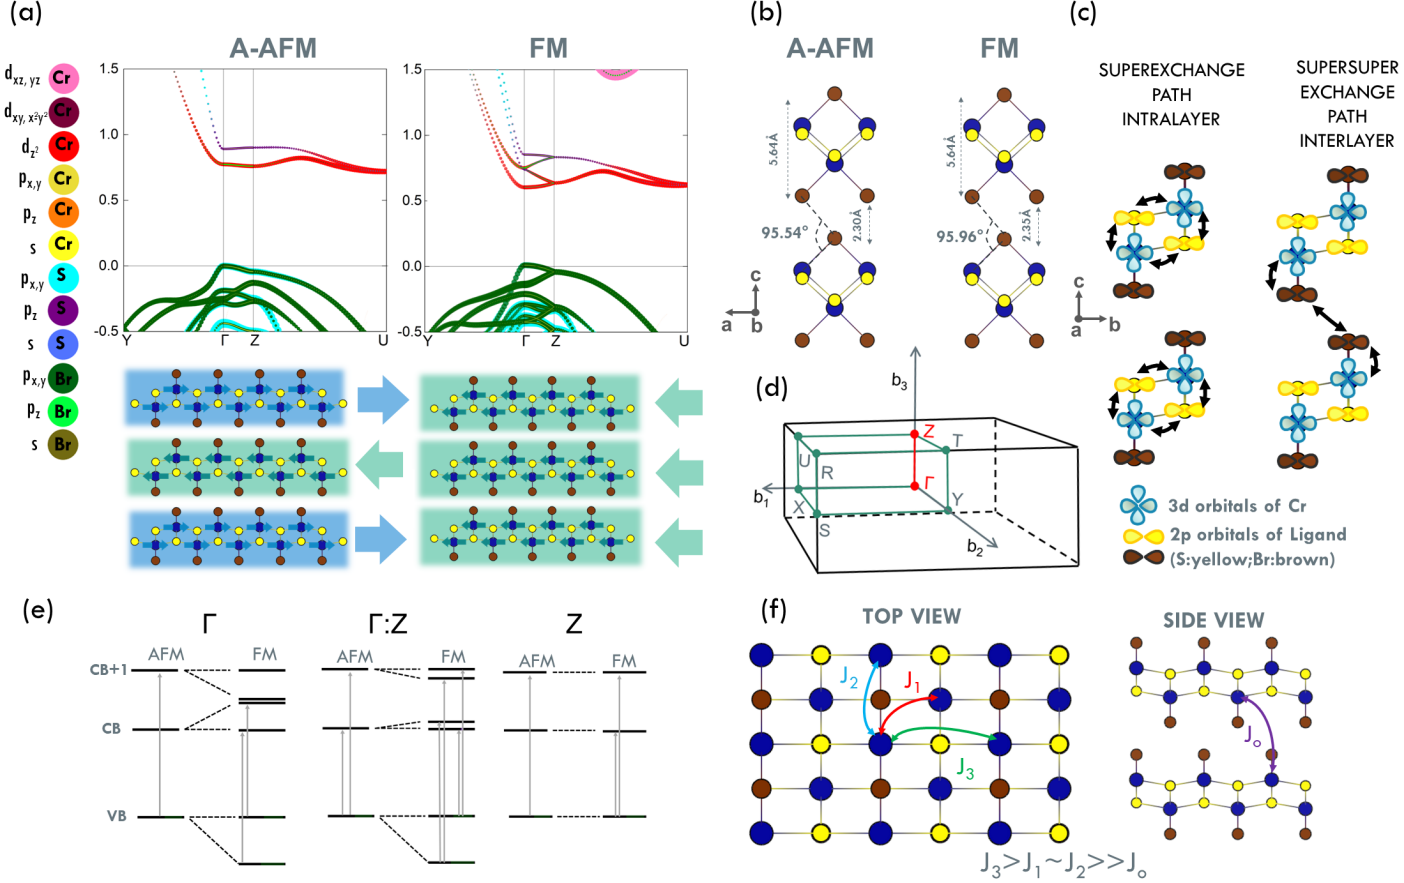 (a)
A-AFM
FM
d_xz, yz Cr
d_xy, x²y² Cr
d_z² Cr
p_x,y Cr
p_z Cr
s Cr
p_x,y S
p_z S
s S
p_x,y Br
p_z Br
s Br
1.5
1.0
0.5
0.0
-0.5
Y Γ Z U
1.5
1.0
0.5
0.0
-0.5
Y Γ Z U
(b)
A-AFM
FM
5.64Å
5.64Å
95.54°
2.30Å
95.96°
2.35Å
c
a b
(c)
SUPEREXCHANGE
PATH
INTRALAYER
SUPERSUPER
EXCHANGE
PATH
INTERLAYER
c
a b
3d orbitals of Cr
2p orbitals of Ligand
(S:yellow;Br:brown)
(d)
b₃
Z
T
U
R
Γ
b₁
X
S
Y
b₂
(e)
Γ
Γ:Z
Z
AFM FM
AFM FM
AFM FM
CB+1
CB
VB
(f)
TOP VIEW
SIDE VIEW
J₂
J₁
J₃
J₀
J₃>J₁~J₂>>J₀